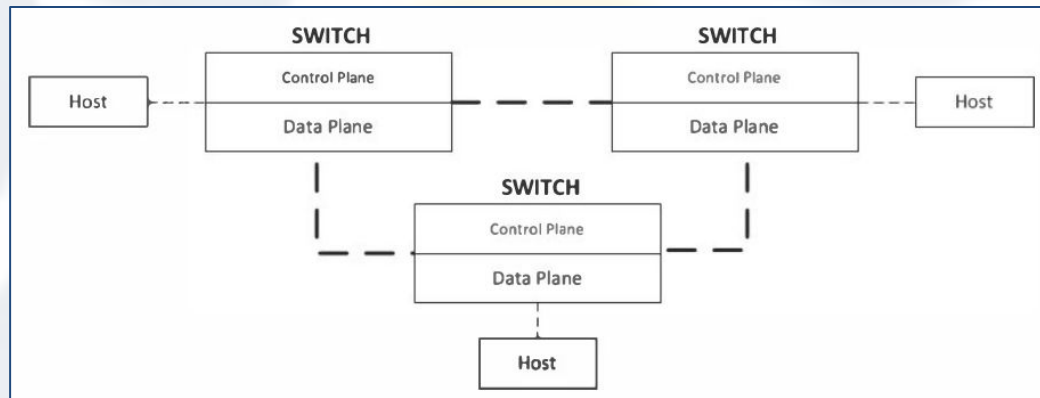 SWITCH
SWITCH
Control Plane
Control Plane
Host
Host
Data Plane
Data Plane
SWITCH
Control Plane
Data Plane
Host